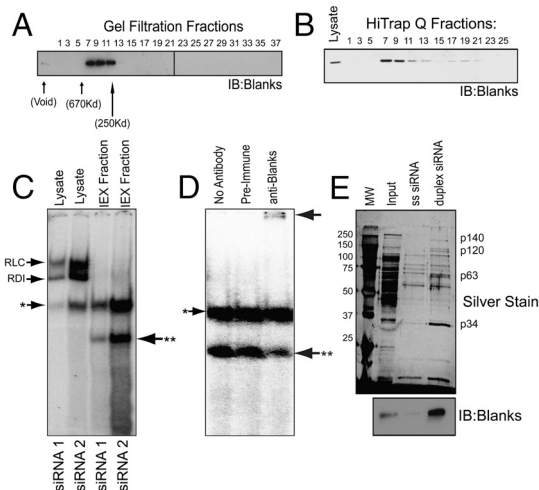 A
Gel Filtration Fractions
1 3 5 7 9 11 13 15 17 19 21 23 25 27 29 31 33 35 37
IB:Blanks
(Void)
(670Kd)
(250Kd)
B
HiTrap Q Fractions:
Lysate
1 3 5 7 9 11 13 15 17 19 21 23 25
IB:Blanks
C
Lysate
Lysate
IEX Fraction
IEX Fraction
RLC
RDI
*
**
siRNA 1
siRNA 2
siRNA 1
siRNA 2
D
No Antibody
Pre-Immune
anti-Blanks
*
**
E
MW
Input
ss siRNA
duplex siRNA
250
150
100
75
50
37
25
p140
p120
p63
p34
Silver Stain
IB:Blanks